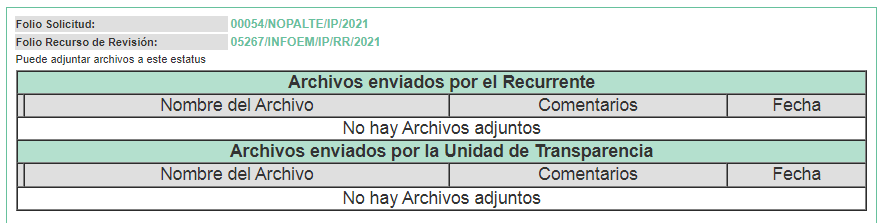 Folio Solicitud: 00054/NOPALTE/IP/2021
Folio Recurso de Revisión: 05267/INFOEM/IP/RR/2021
Puede adjuntar archivos a este estatus
Archivos enviados por el Recurrente
Nombre del Archivo Comentarios Fecha
No hay Archivos adjuntos
Archivos enviados por la Unidad de Transparencia
Nombre del Archivo Comentarios Fecha
No hay Archivos adjuntos